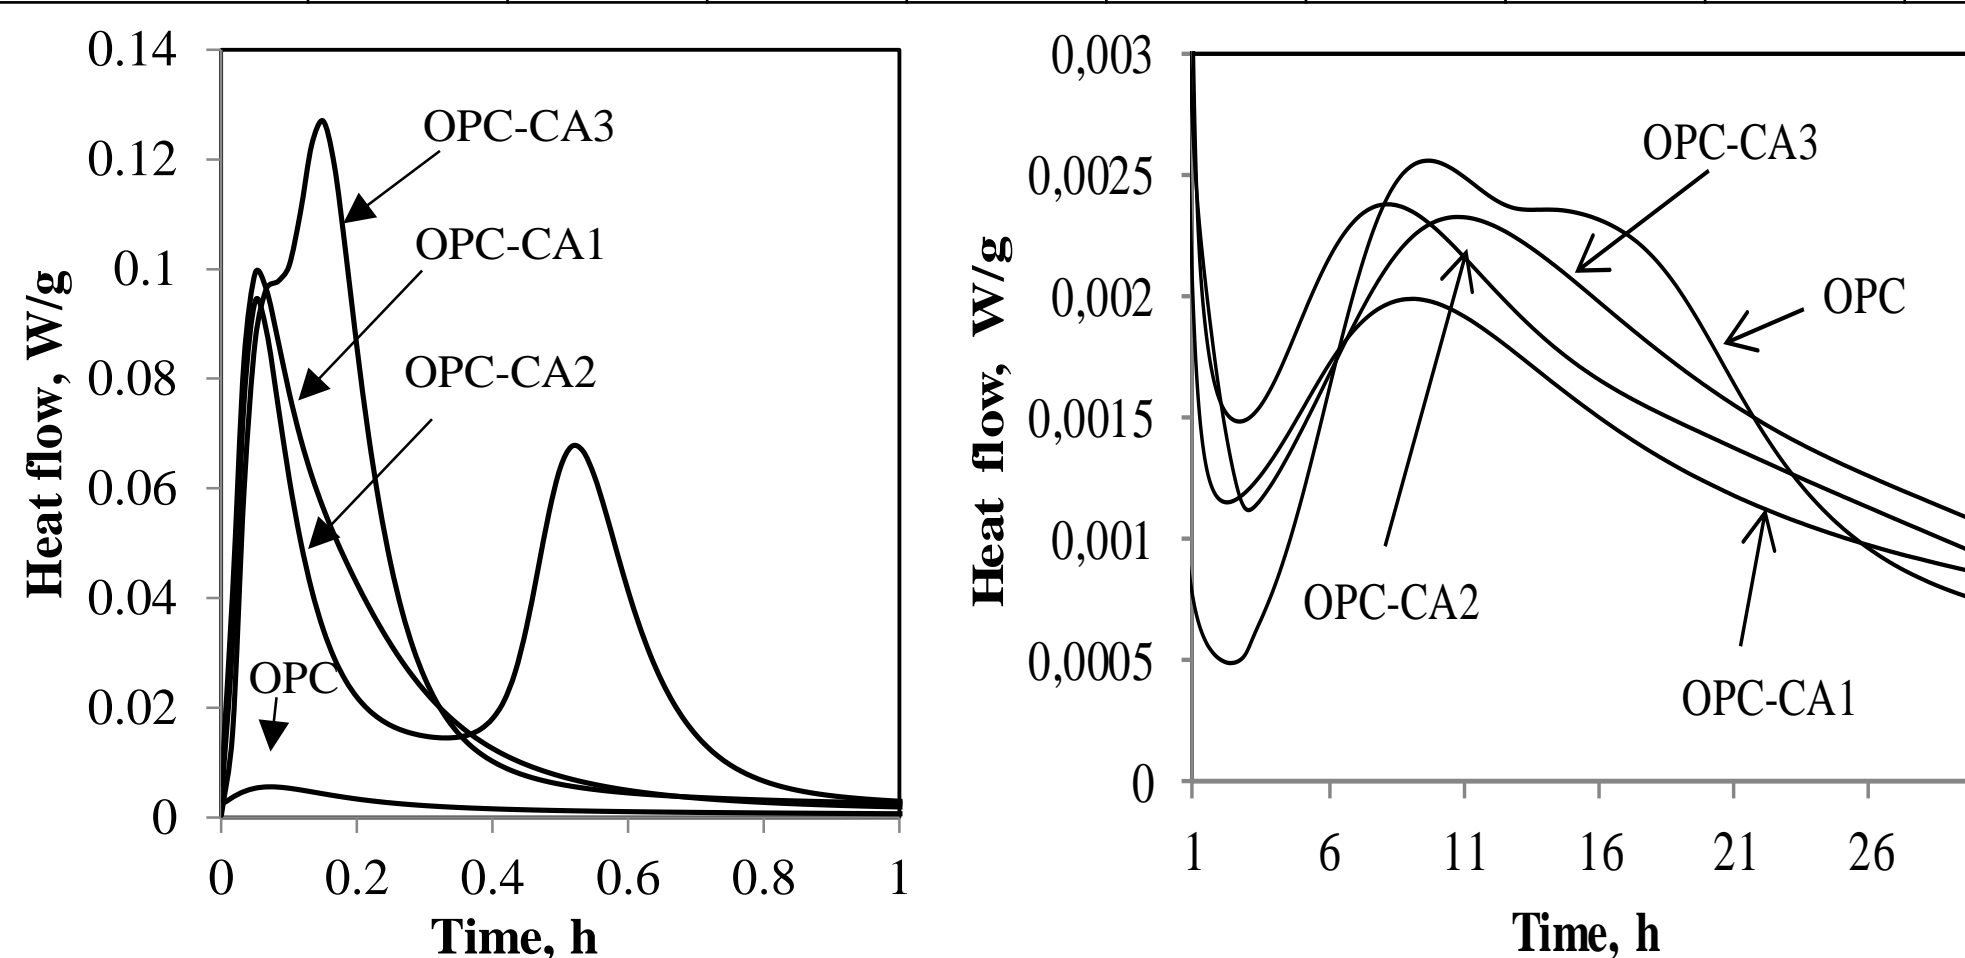 0.14
0.12
0.1
0.08
0.06
0.04
0.02
0
Heat flow, W/g
OPC-CA3
OPC-CA1
OPC-CA2
OPC
0 0.2 0.4 0.6 0.8 1
Time, h
0,003
0,0025
0,002
0,0015
0,001
0,0005
0
Heat flow, W/g
OPC-CA3
OPC
OPC-CA2
OPC-CA1
1 6 11 16 21 26
Time, h